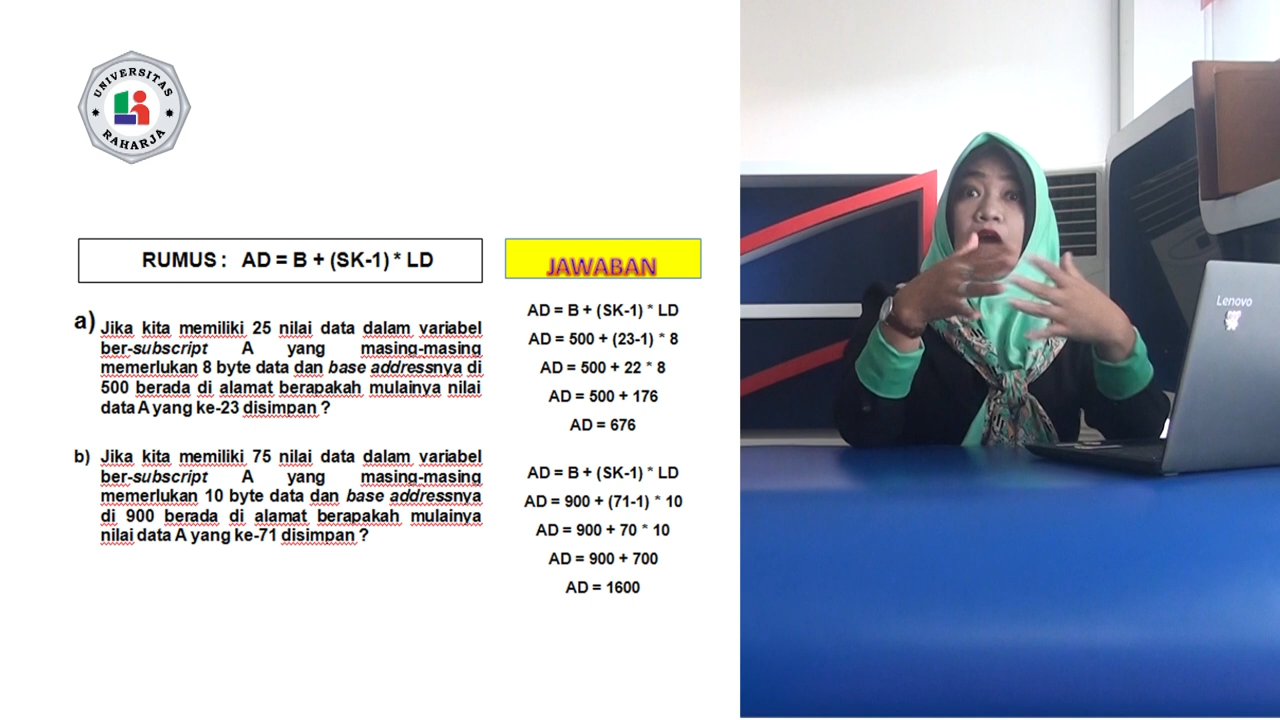 UNIVERSITAS
RAHARJA
RUMUS : AD = B + (SK-1) * LD
JAWABAN
a) Jika kita memiliki 25 nilai data dalam variabel
ber-subscript A yang masing-masing
memerlukan 8 byte data dan base addressnya di
500 berada di alamat berapakah mulainya nilai
data A yang ke-23 disimpan ?
b) Jika kita memiliki 75 nilai data dalam variabel
ber-subscript A yang masing-masing
memerlukan 10 byte data dan base addressnya
di 900 berada di alamat berapakah mulainya
nilai data A yang ke-71 disimpan ?
AD = B + (SK-1) * LD
AD = 500 + (23-1) * 8
AD = 500 + 22 * 8
AD = 500 + 176
AD = 676
AD = B + (SK-1) * LD
AD = 900 + (71-1) * 10
AD = 900 + 70 * 10
AD = 900 + 700
AD = 1600
Lenovo